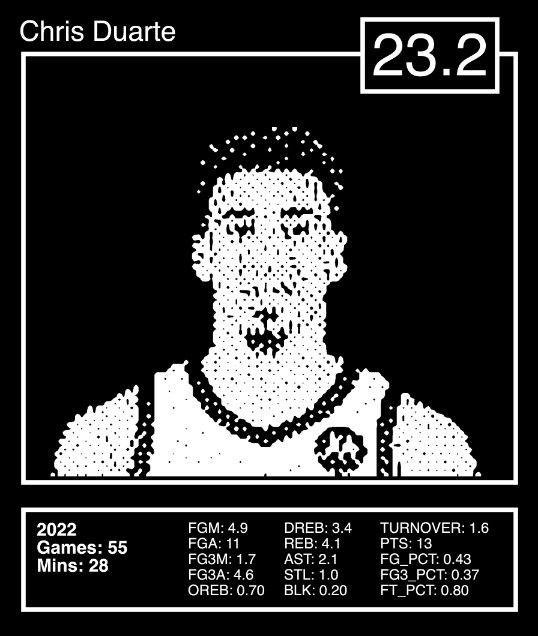 Chris Duarte
23.2
2022
Games: 55
Mins: 28
FGM: 4.9
FGA: 11
FG3M: 1.7
FG3A: 4.6
OREB: 0.70
DREB: 3.4
REB: 4.1
AST: 2.1
STL: 1.0
BLK: 0.20
TURNOVER: 1.6
PTS: 13
FG_PCT: 0.43
FG3_PCT: 0.37
FT_PCT: 0.80